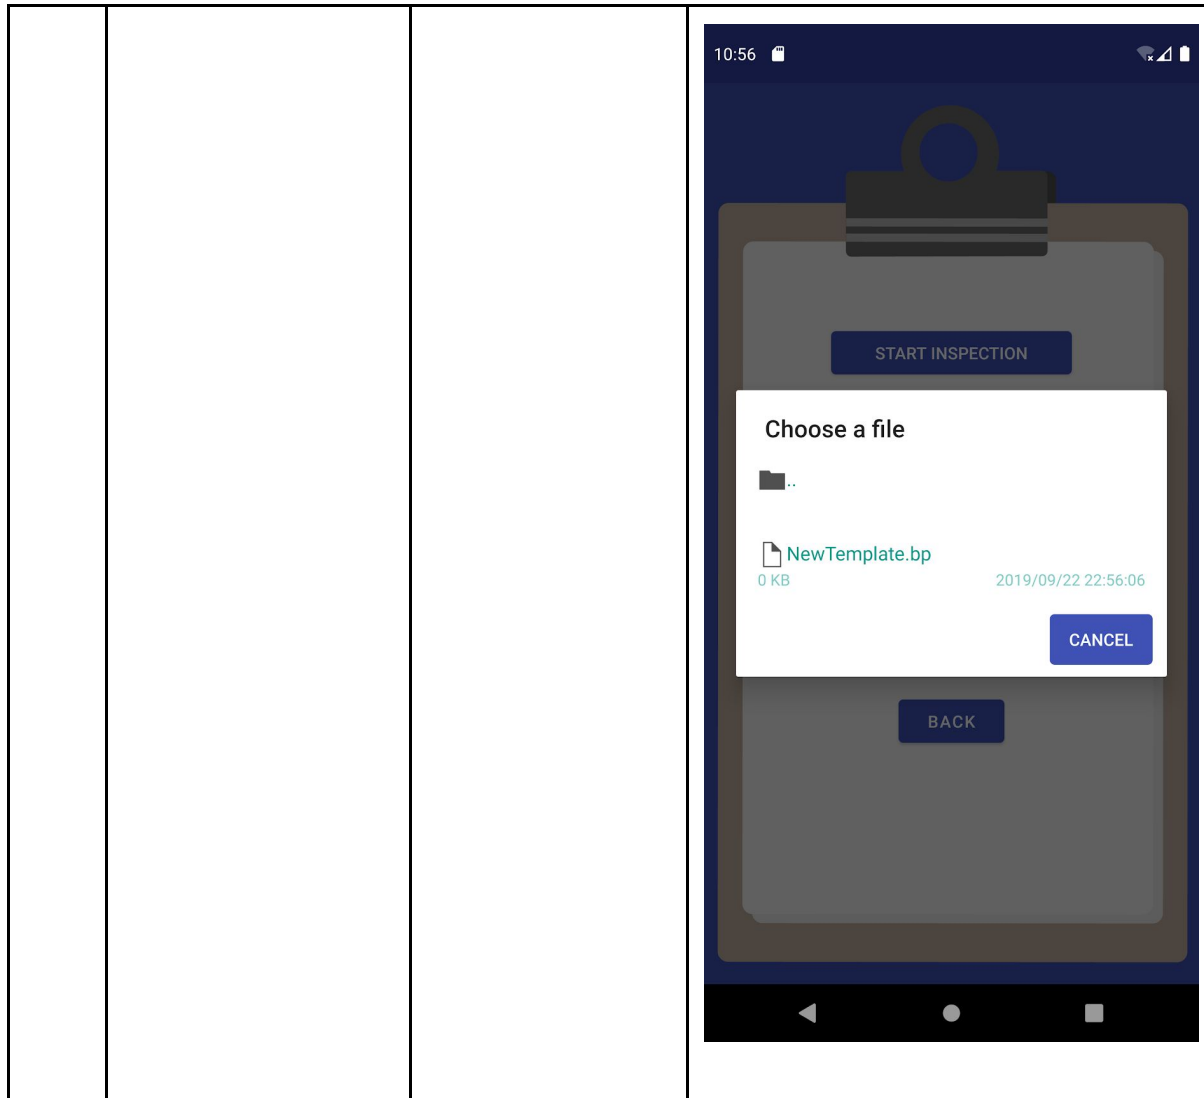 10:56
START INSPECTION
Choose a file
..
NewTemplate.bp
0 KB 2019/09/22 22:56:06
CANCEL
BACK